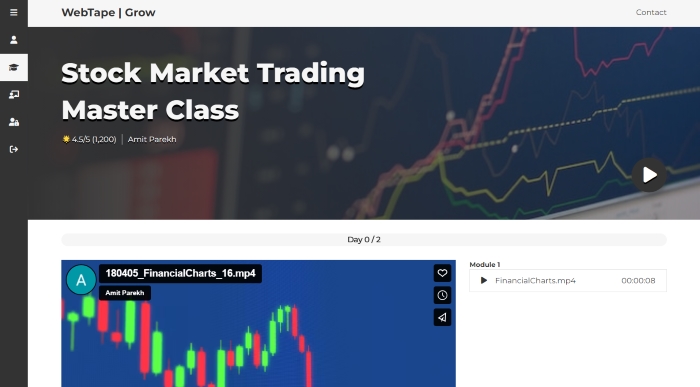 WebTape | Grow
Contact
Stock Market Trading
Master Class
4.5/5 (1,200) | Amit Parekh
Day 0 / 2
A
180405_FinancialCharts_16.mp4
Amit Parekh
Module 1
FinancialCharts.mp4 00:00:08